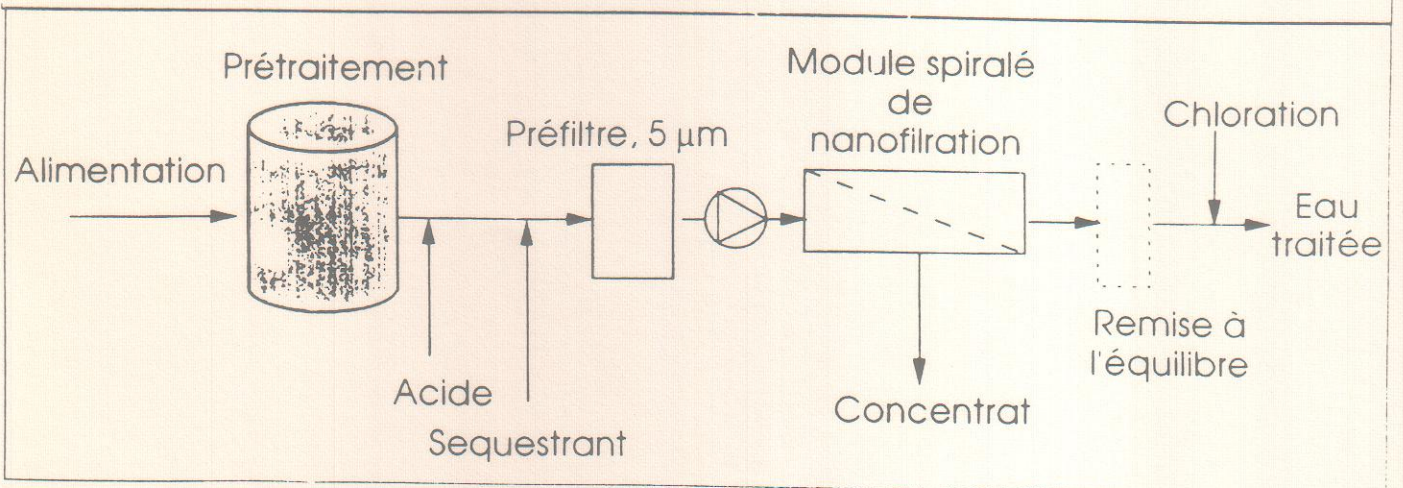 Prétraitement
Alimentation
Acide
Sequestrant
Préfiltre, 5 µm
Module spiralé
de
nanofilration
Concentrat
Remise à
l'équilibre
Chloration
Eau
traitée